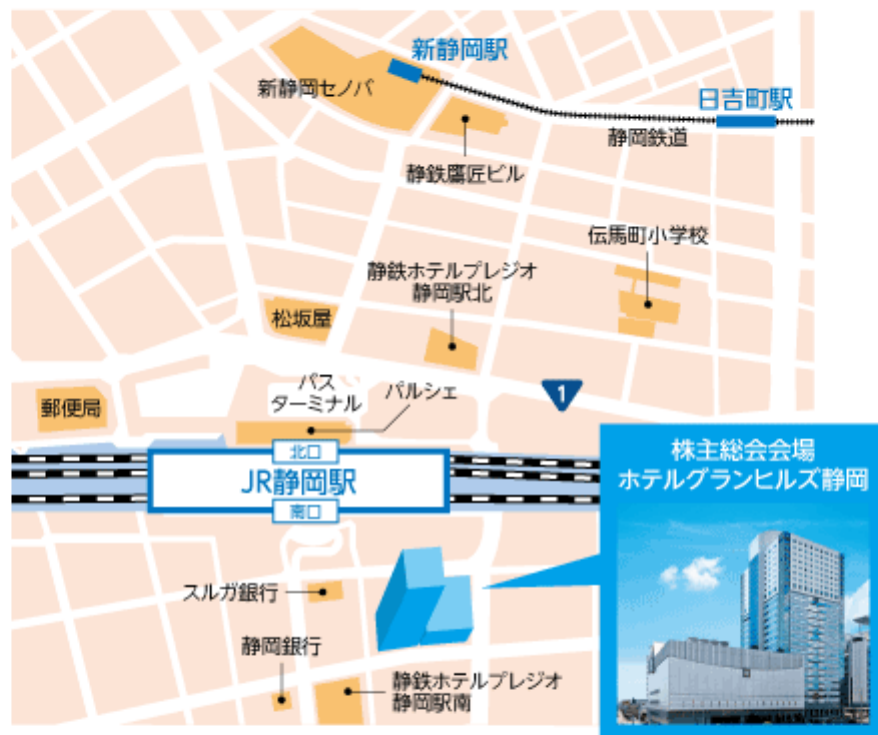 新静岡駅
新静岡セノバ
日吉町駅
静岡鉄道
静鉄鷹匠ビル
伝馬町小学校
静鉄ホテルプレジオ
静岡駅北
松坂屋
バス
ターミナル
パルシェ
1
郵便局
北口
JR静岡駅
南口
株主総会会場
ホテルグランヒルズ静岡
スルガ銀行
静岡銀行
静鉄ホテルプレジオ
静岡駅南